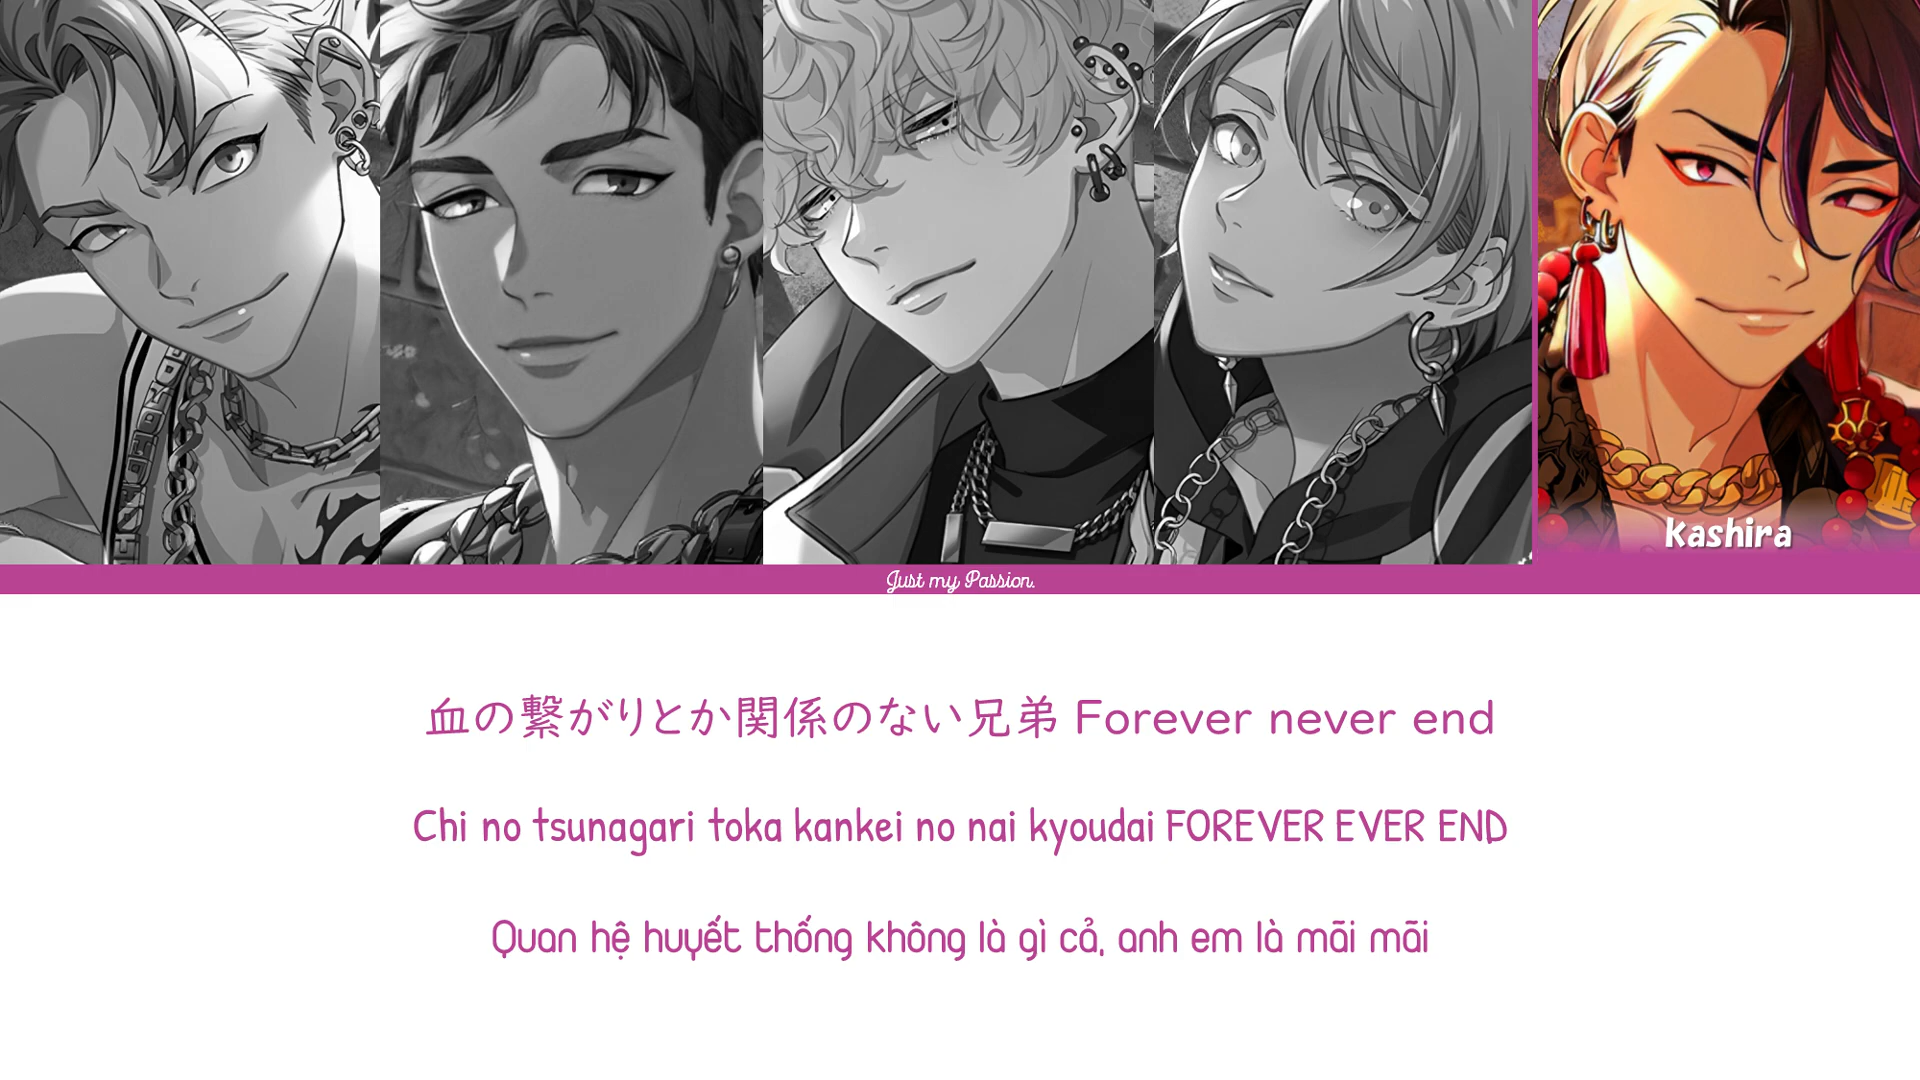 Kashira
Just my Passion.
血の繋がりとか関係のない兄弟 Forever never end
Chi no tsunagari toka kankei no nai kyoudai FOREVER EVER END
Quan hệ huyết thống không là gì cả, anh em là mãi mãi